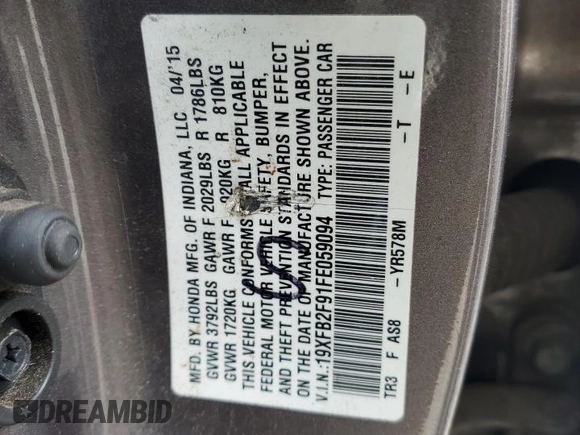 MFD. BY HONDA MFG. OF INDIANA, LLC 04/'15
GVWR 3792LBS GAWR F 2029LBS R 1786LBS
GVWR 1720KG GAWR F 920KG R 810KG
THIS VEHICLE CONFORMS ALL APPLICABLE
FEDERAL MOTOR VEHICLE SAFETY, BUMPER,
AND THEFT PREVENTION STANDARDS IN EFFECT
ON THE DATE OF MANUFACTURE SHOWN ABOVE.
V.I.N.:19XFB2F91FE059094 TYPE: PASSENGER CAR
TR3 F AS8 -YR578M -T -E
DREAMBID